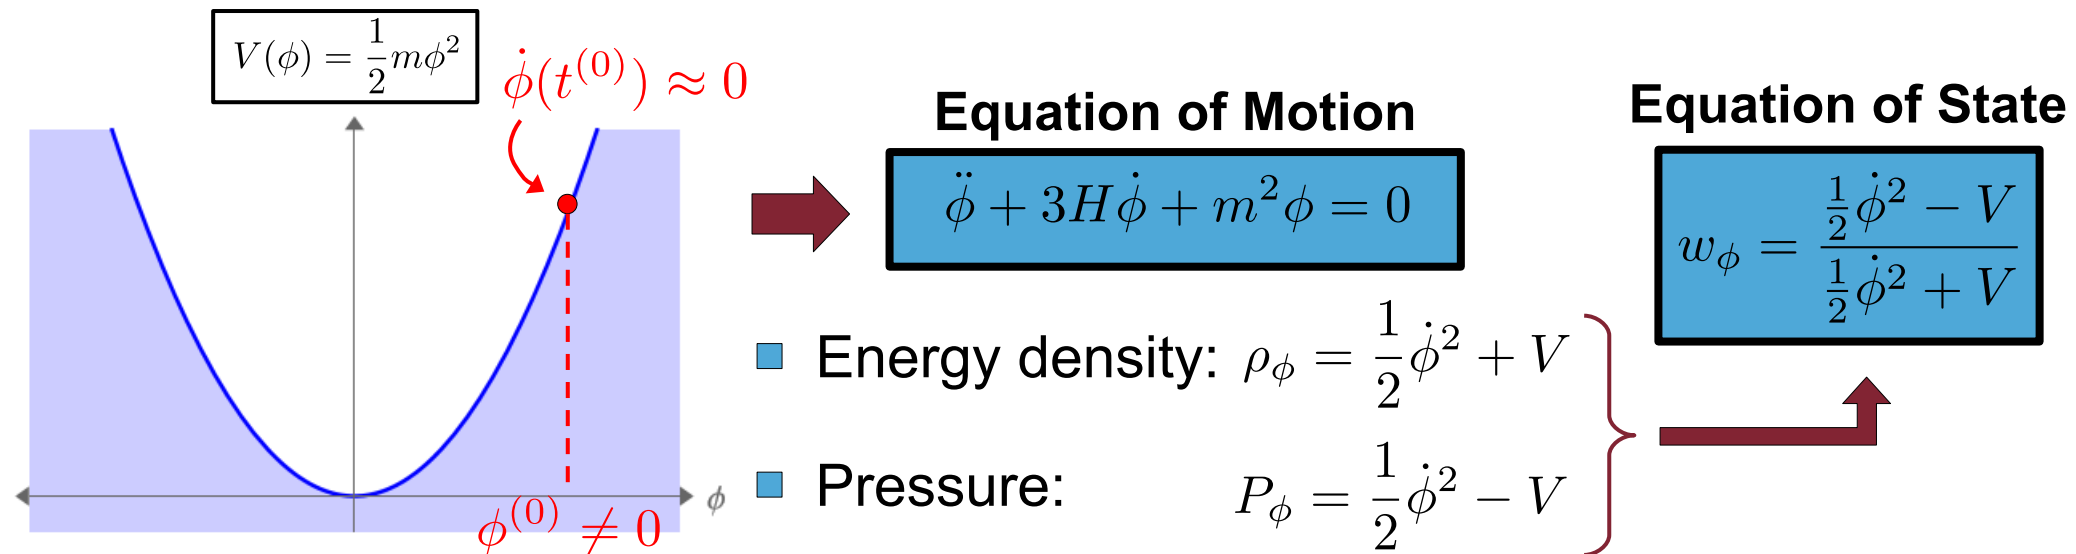 V(ϕ) = 1/2 mϕ²
ϕ̇(t⁽⁰⁾) ≈ 0
ϕ
ϕ⁽⁰⁾ ≠ 0
Equation of Motion
ϕ̈ + 3Hϕ̇ + m²ϕ = 0
Energy density: ρ_ϕ = 1/2 ϕ̇² + V
Pressure: P_ϕ = 1/2 ϕ̇² − V
Equation of State
w_ϕ = (1/2 ϕ̇² − V)/(1/2 ϕ̇² + V)